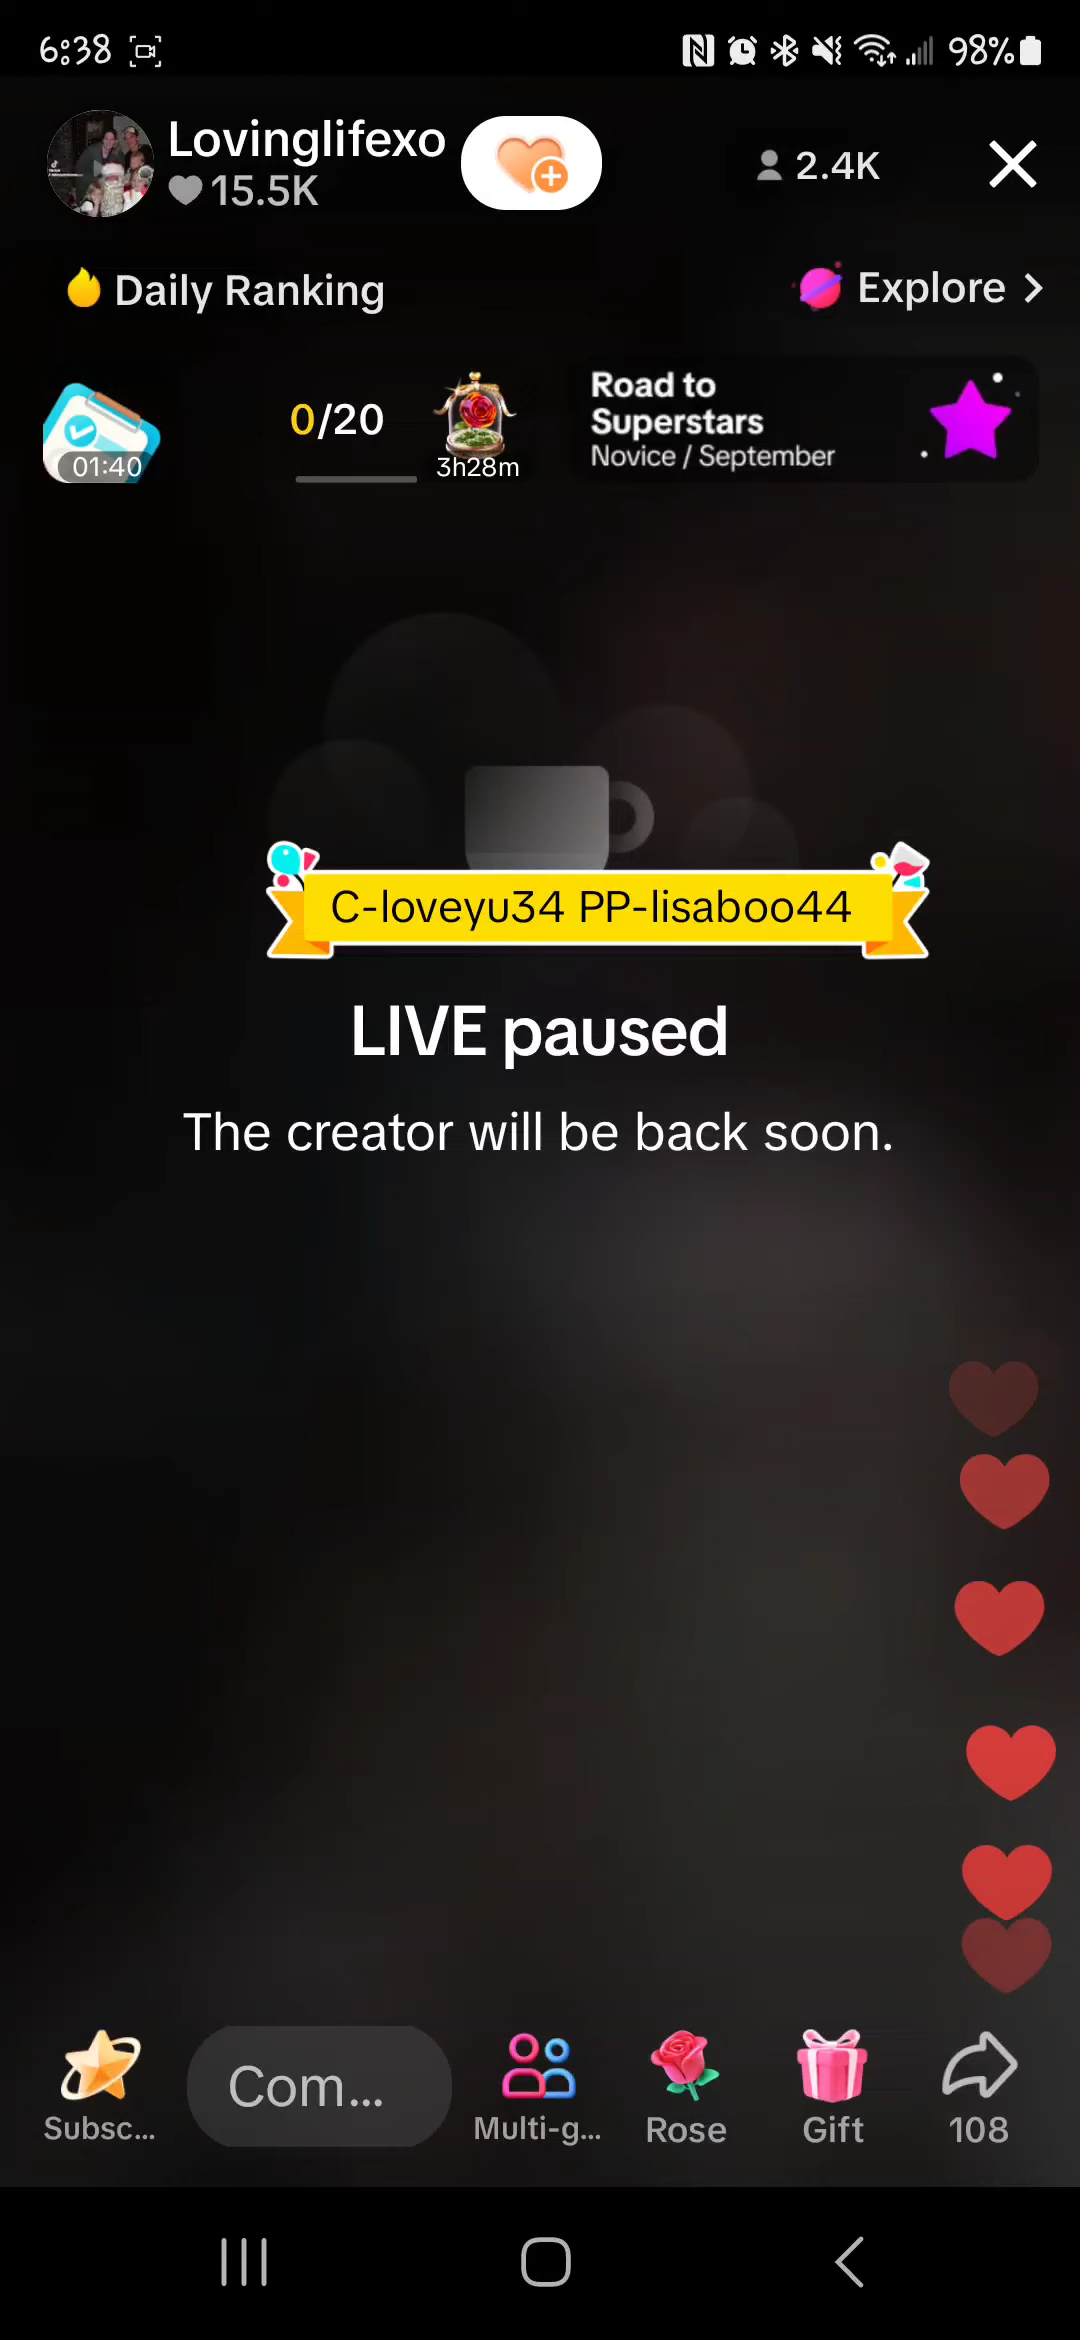 6:38
98%
Lovinglifexo
15.5K
2.4K
Daily Ranking
Explore >
01:40
0/20
3h28m
Road to
Superstars
Novice / September
C-loveyu34 PP-lisaboo44
LIVE paused
The creator will be back soon.
Subsc...
Com...
Multi-g...
Rose
Gift
108